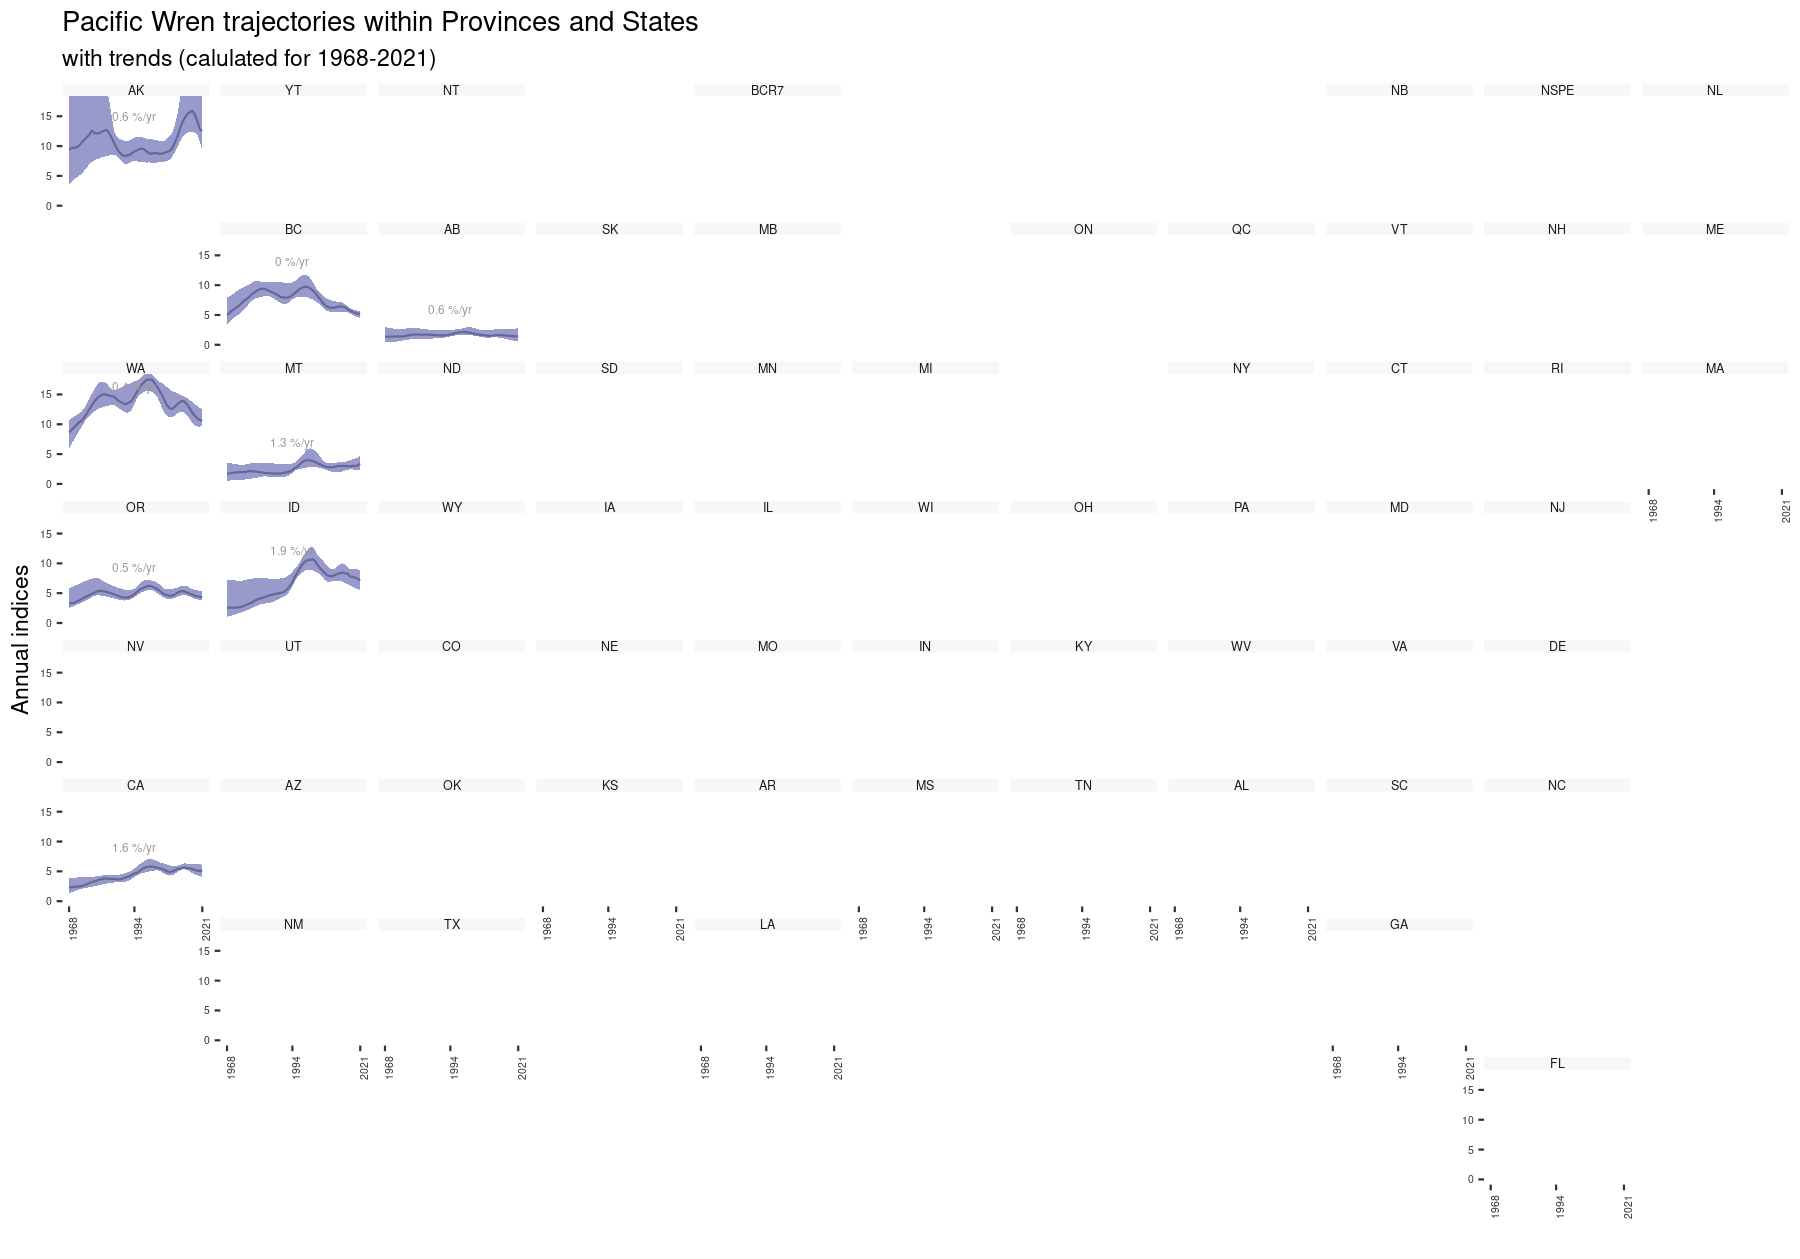 Pacific Wren trajectories within Provinces and States
with trends (calulated for 1968-2021)
AK YT NT BCR7 NB NSPE NL
0.6 %/yr
15
10
5
0
BC AB SK MB ON QC VT NH ME
0 %/yr
0.6 %/yr
15
10
5
0
WA MT ND SD MN MI NY CT RI MA
1.3 %/yr
15
10
5
0
1968 1994 2021
OR ID WY IA IL WI OH PA MD NJ
0.5 %/yr
1.9 %/yr
15
10
5
0
Annual indices
NV UT CO NE MO IN KY WV VA DE
15
10
5
0
CA AZ OK KS AR MS TN AL SC NC
1.6 %/yr
15
10
5
0
1968 1994 2021 1968 1994 2021 1968 1994 2021 1968 1994 2021 1968 1994 2021
NM TX LA GA
15
10
5
0
1968 1994 2021 1968 1994 2021 1968 1994 2021 1968 1994 2021
FL
15
10
5
0
1968 1994 2021